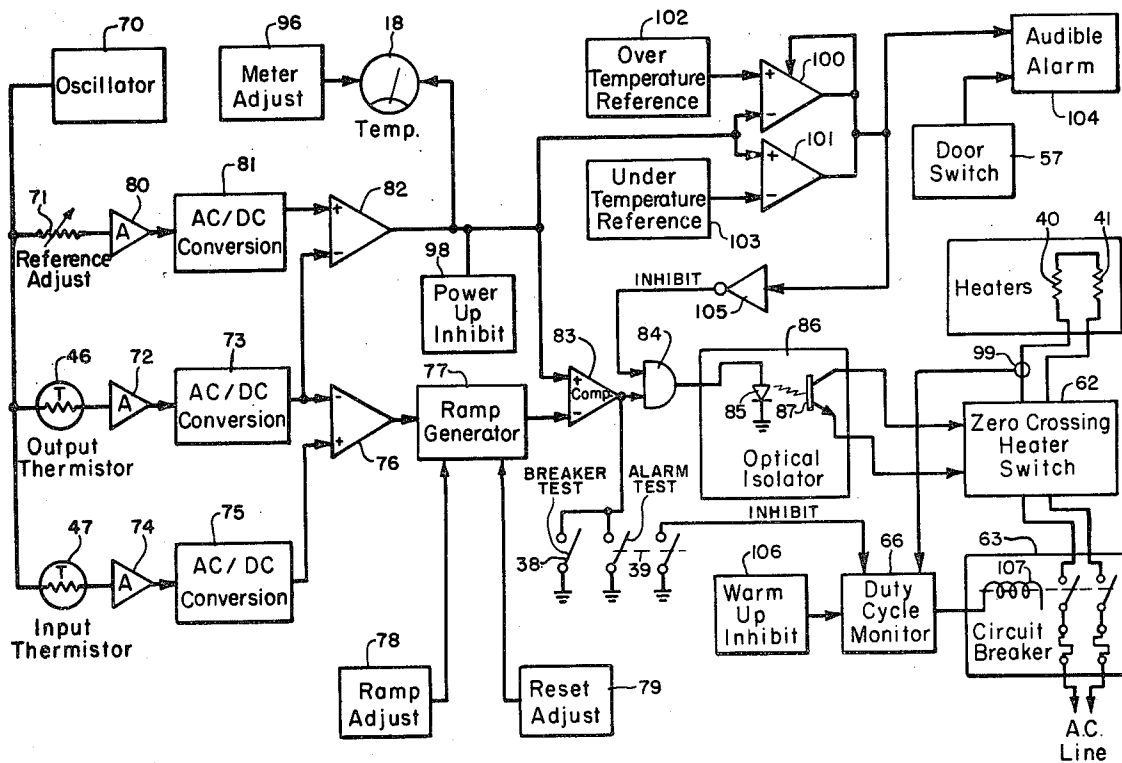 70
Oscillator
96
Meter
Adjust
18
Temp.
102
Over
Temperature
Reference
+
-
100
Audible
Alarm
104
Door
Switch
57
+
-
101
Under
Temperature
Reference
103
71
Reference
Adjust
80
A
81
AC/DC
Conversion
+
-
82
98
Power
Up
Inhibit
INHIBIT
105
40
41
Heaters
46
T
Output
Thermistor
72
A
73
AC/DC
Conversion
-
+
76
77
Ramp
Generator
83
+
Comp.
-
84
86
85
87
Optical
Isolator
99
62
Zero Crossing
Heater
Switch
47
T
Input
Thermistor
74
A
75
AC/DC
Conversion
BREAKER
TEST
ALARM
TEST
38
39
INHIBIT
106
Warm
Up
Inhibit
66
Duty
Cycle
Monitor
63
107
Circuit
Breaker
A.C.
Line
78
Ramp
Adjust
Reset
Adjust
79